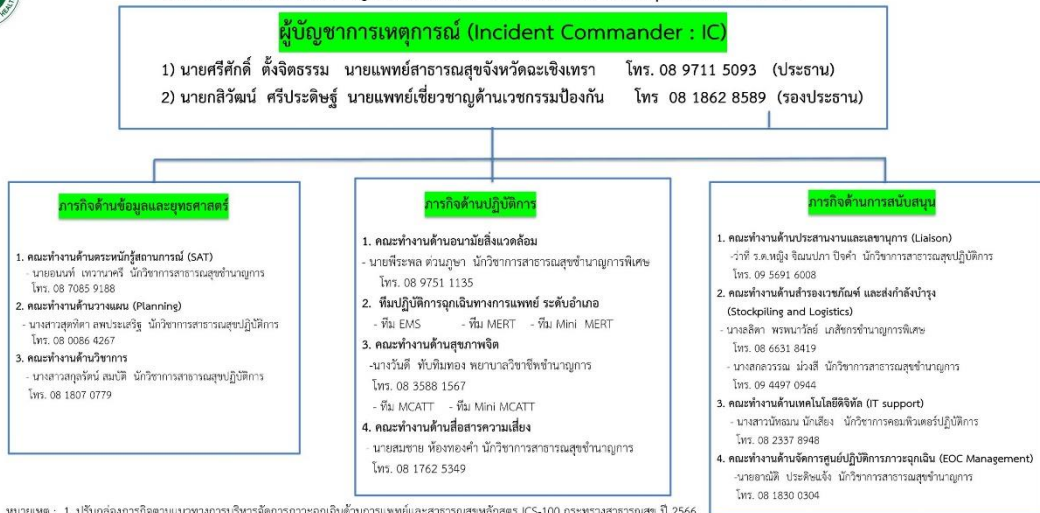 HEALTH
ผู้บัญชาการเหตุการณ์ (Incident Commander : IC)
1) นายศรีศักดิ์ ตั้งจิตธรรม นายแพทย์สาธารณสุขจังหวัดฉะเชิงเทรา โทร. 08 9711 5093 (ประธาน)
2) นายกสิวัฒน์ ศรีประดิษฐ์ นายแพทย์เชี่ยวชาญด้านเวชกรรมป้องกัน โทร 08 1862 8589 (รองประธาน)
ภารกิจด้านข้อมูลและยุทธศาสตร์
1. คณะทำงานด้านตระหนักรู้สถานการณ์ (SAT)
- นายอนนท์ เทวานาครี นักวิชาการสาธารณสุขชำนาญการ
โทร. 08 7085 9188
2. คณะทำงานด้านวางแผน (Planning)
- นางสาวสุดทิตา ลพประเสริฐ นักวิชาการสาธารณสุขปฏิบัติการ
โทร. 08 0086 4267
3. คณะทำงานด้านวิชาการ
- นางสาวสกุลรัตน์ สมบัติ นักวิชาการสาธารณสุขปฏิบัติการ
โทร. 08 1807 0779
ภารกิจด้านปฏิบัติการ
1. คณะทำงานด้านอนามัยสิ่งแวดล้อม
- นายพีระพล ต่วนภูษา นักวิชาการสาธารณสุขชำนาญการพิเศษ
โทร. 08 9751 1135
2. ทีมปฏิบัติการฉุกเฉินทางการแพทย์ ระดับอำเภอ
- ทีม EMS - ทีม MERT - ทีม Mini MERT
3. คณะทำงานด้านสุขภาพจิต
-นางวันดี ทับทิมทอง พยาบาลวิชาชีพชำนาญการ
โทร. 08 3588 1567
- ทีม MCATT - ทีม Mini MCATT
4. คณะทำงานด้านสื่อสารความเสี่ยง
- นายสมชาย ห้องทองคำ นักวิชาการสาธารณสุขชำนาญการ
โทร. 08 1762 5349
ภารกิจด้านการสนับสนุน
1. คณะทำงานด้านประสานงานและเลขานุการ (Liaison)
-ว่าที่ ร.ต.หญิง จิณนปภา ปิจคำ นักวิชาการสาธารณสุขปฏิบัติการ
โทร. 09 5691 6008
2. คณะทำงานด้านสำรองเวชภัณฑ์ และส่งกำลังบำรุง
(Stockpiling and Logistics)
- นางลลิตา พรพนาวัลย์ เภสัชกรชำนาญการพิเศษ
โทร. 08 6631 8419
- นางสกลวรรณ ม่วงสี นักวิชาการสาธารณสุขชำนาญการ
โทร. 09 4497 0944
3. คณะทำงานด้านเทคโนโลยีดิจิทัล (IT support)
- นางสาวนัทธมน นักเสียง นักวิชาการคอมพิวเตอร์ปฏิบัติการ
โทร. 08 2337 8948
4. คณะทำงานด้านจัดการศูนย์ปฏิบัติการภาวะฉุกเฉิน (EOC Management)
-นายอาณัติ ประดิษแจ้ง นักวิชาการสาธารณสุขชำนาญการ
โทร. 08 1830 0304
หมายเหตุ : 1. ปรับกล่องภารกิจตามแนวทางการบริหารจัดการภาวะฉุกเฉินด้านการแพทย์และสาธารณสุขหลักสูตร ICS-100 กระทรวงสาธารณสุข ปี 2566